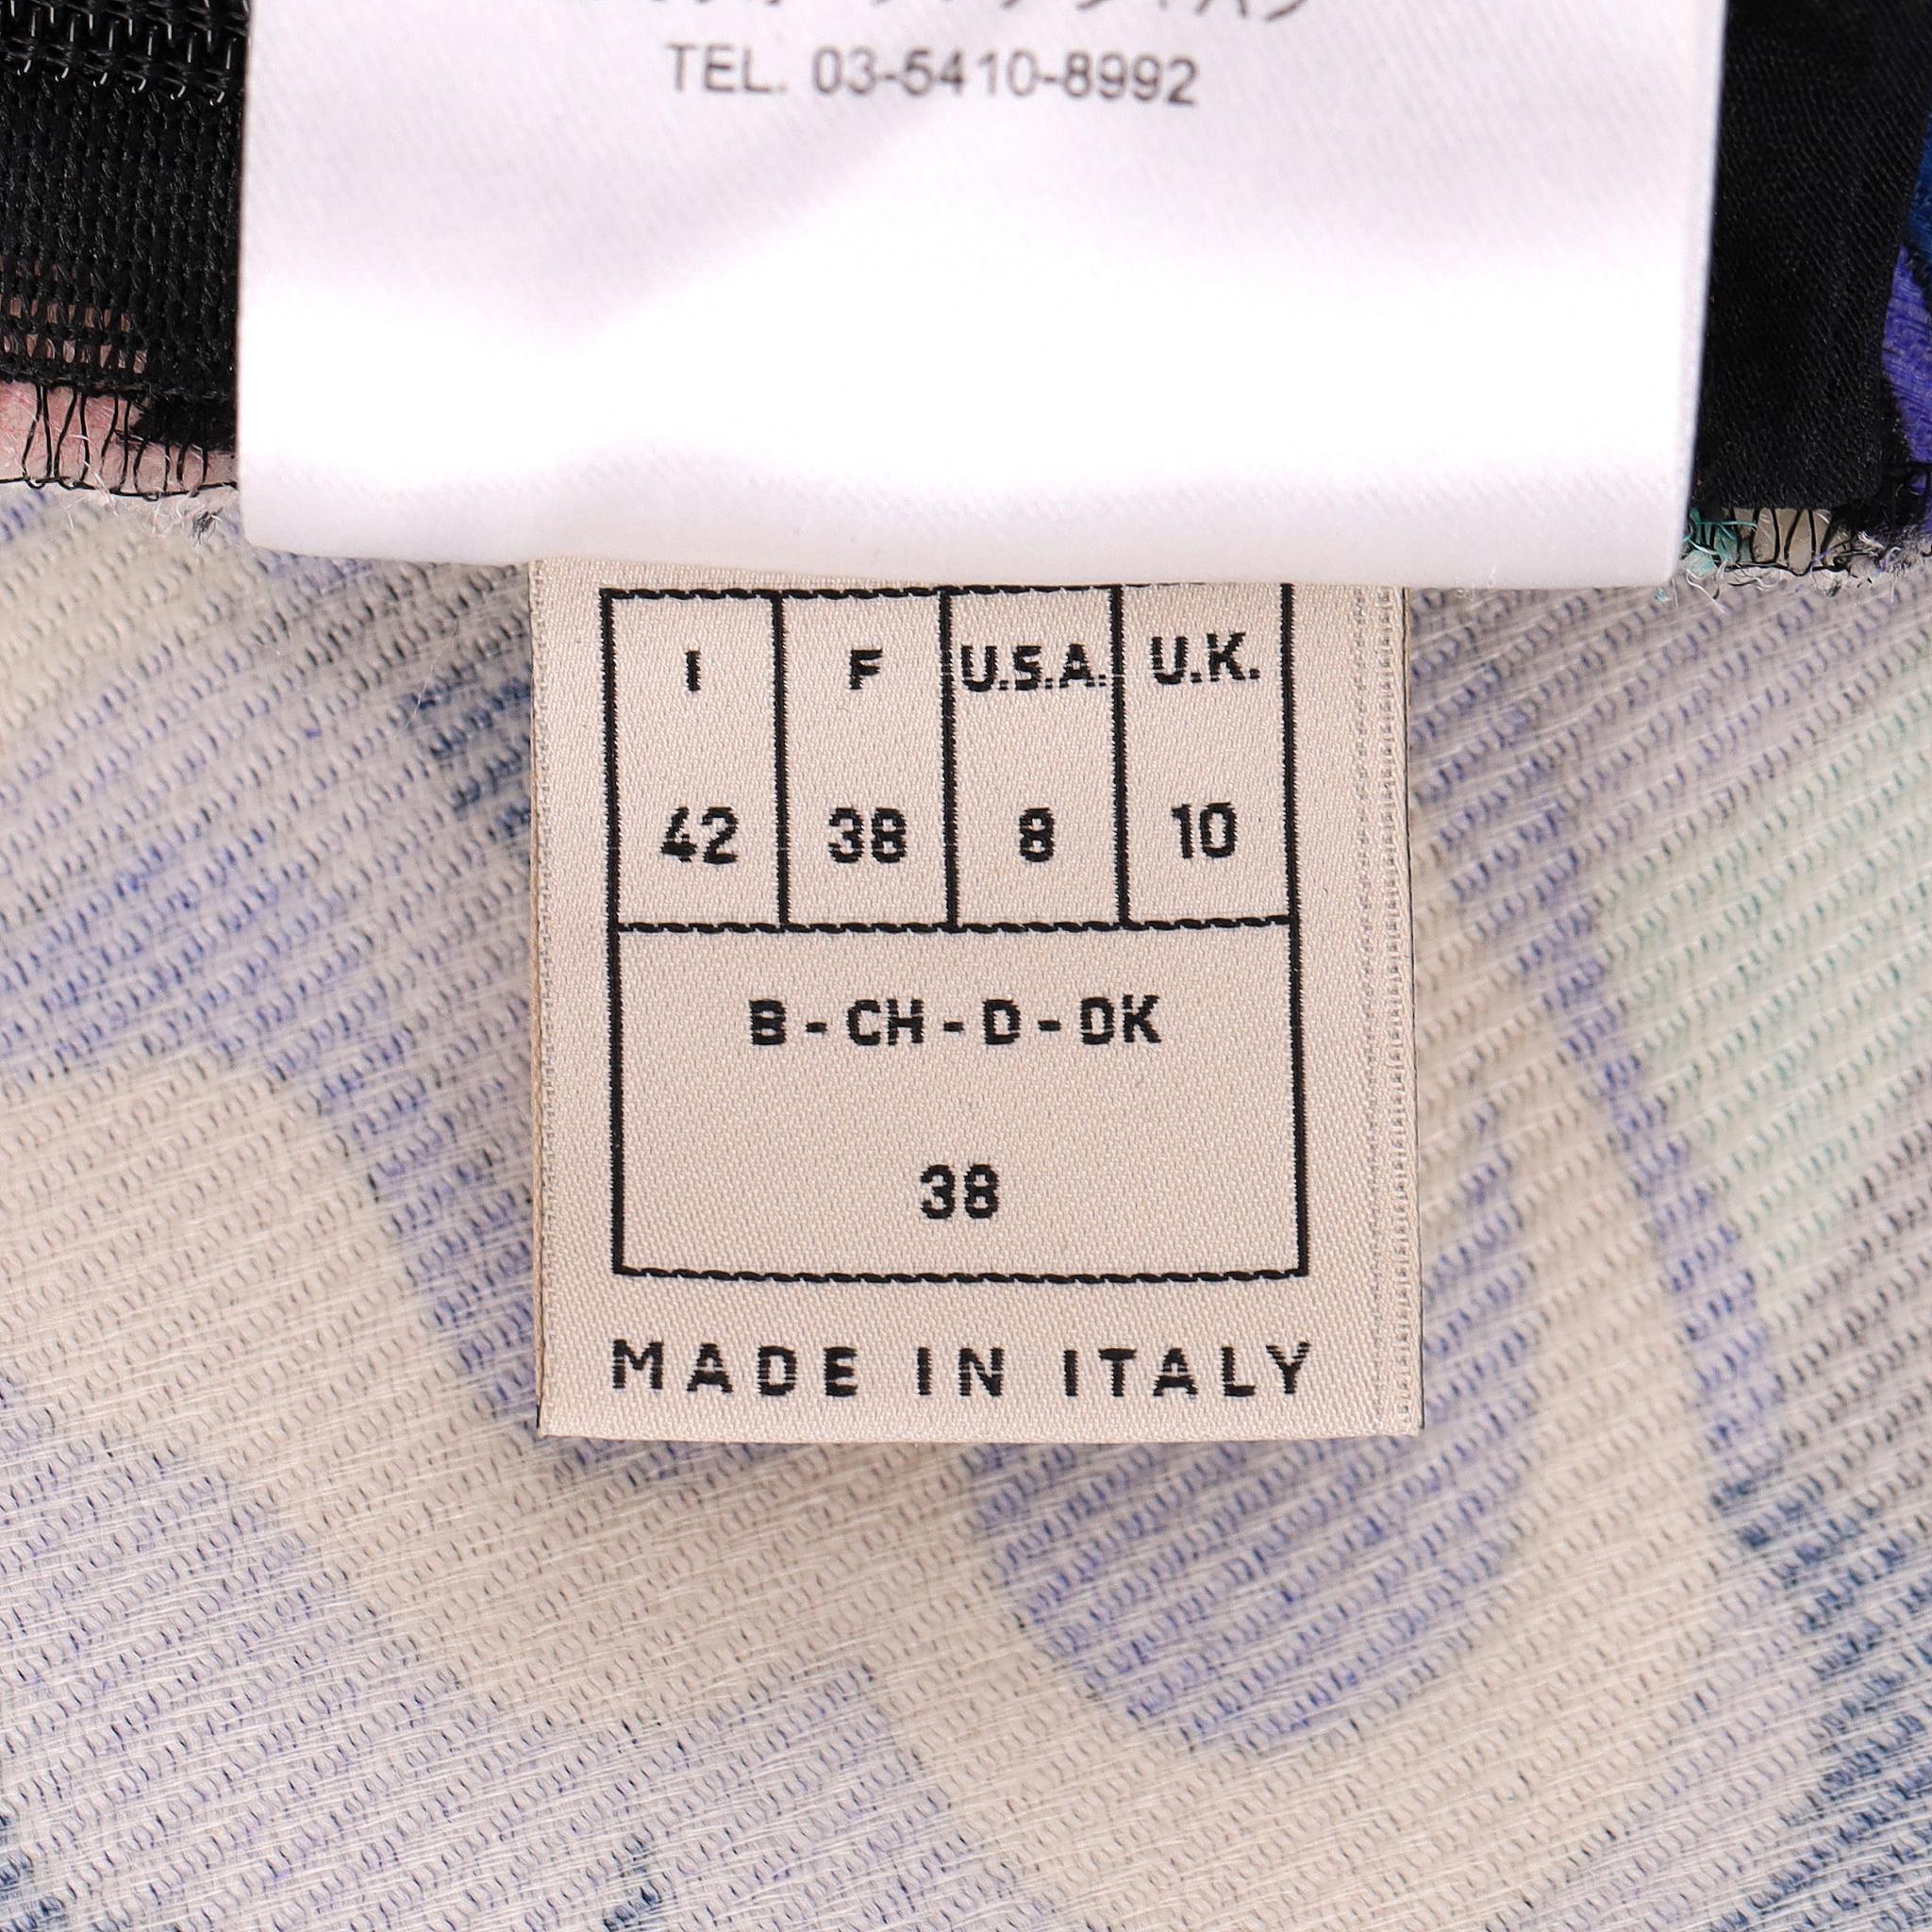 TEL. 03-5410-8992
I F U.S.A. U.K.
42 38 8 10
B - CH - D - DK
38
MADE IN ITALY